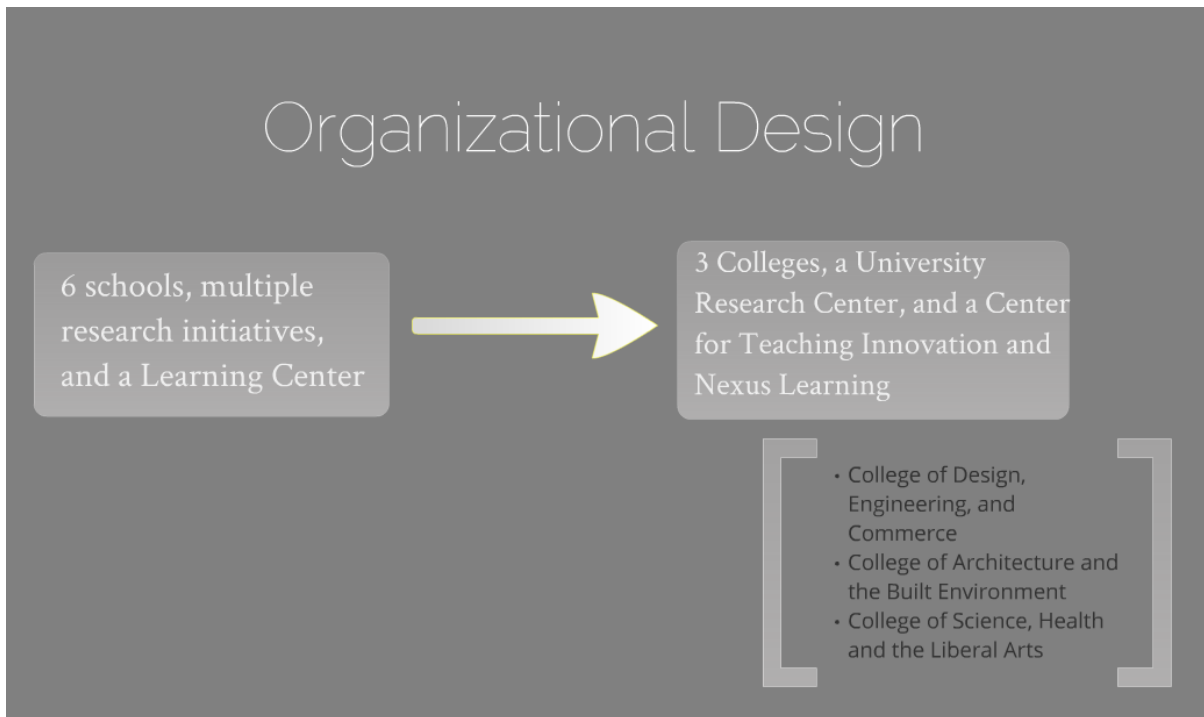 Organizational Design
6 schools, multiple
research initiatives,
and a Learning Center
3 Colleges, a University
Research Center, and a Center
for Teaching Innovation and
Nexus Learning
• College of Design,
Engineering, and
Commerce
• College of Architecture and
the Built Environment
• College of Science, Health
and the Liberal Arts